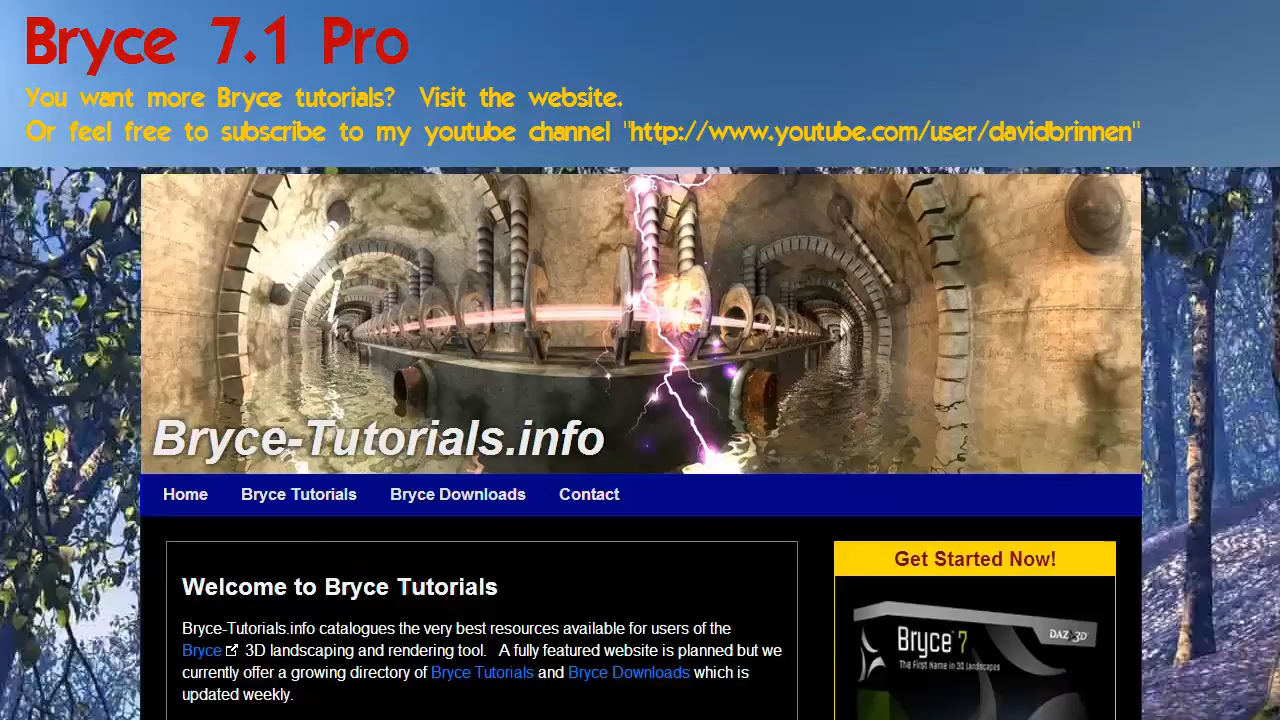 Bryce 7.1 Pro
You want more Bryce tutorials? Visit the website.
Or feel free to subscribe to my youtube channel "http://www.youtube.com/user/davidbrinnen"
Bryce-Tutorials.info
Home Bryce Tutorials Bryce Downloads Contact
Welcome to Bryce Tutorials
Bryce-Tutorials.info catalogues the very best resources available for users of the
Bryce 3D landscaping and rendering tool. A fully featured website is planned but we
currently offer a growing directory of Bryce Tutorials and Bryce Downloads which is
updated weekly.
Get Started Now!
Bryce 7
DAZ 3D
The First Name in 3D landscapes